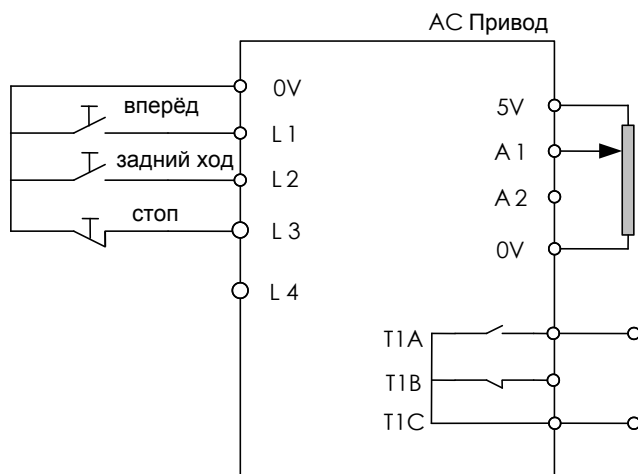 AC Привод
0V
вперёд
L1
задний ход
L2
стоп
L3
L4
5V
A1
A2
0V
T1A
T1B
T1C